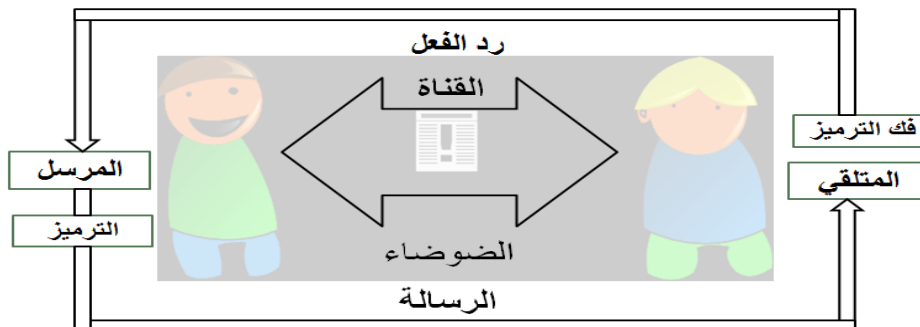 رد الفعل
القناة
فك الترميز
المرسل
المتلقي
الترميز
الضوضاء
الرسالة